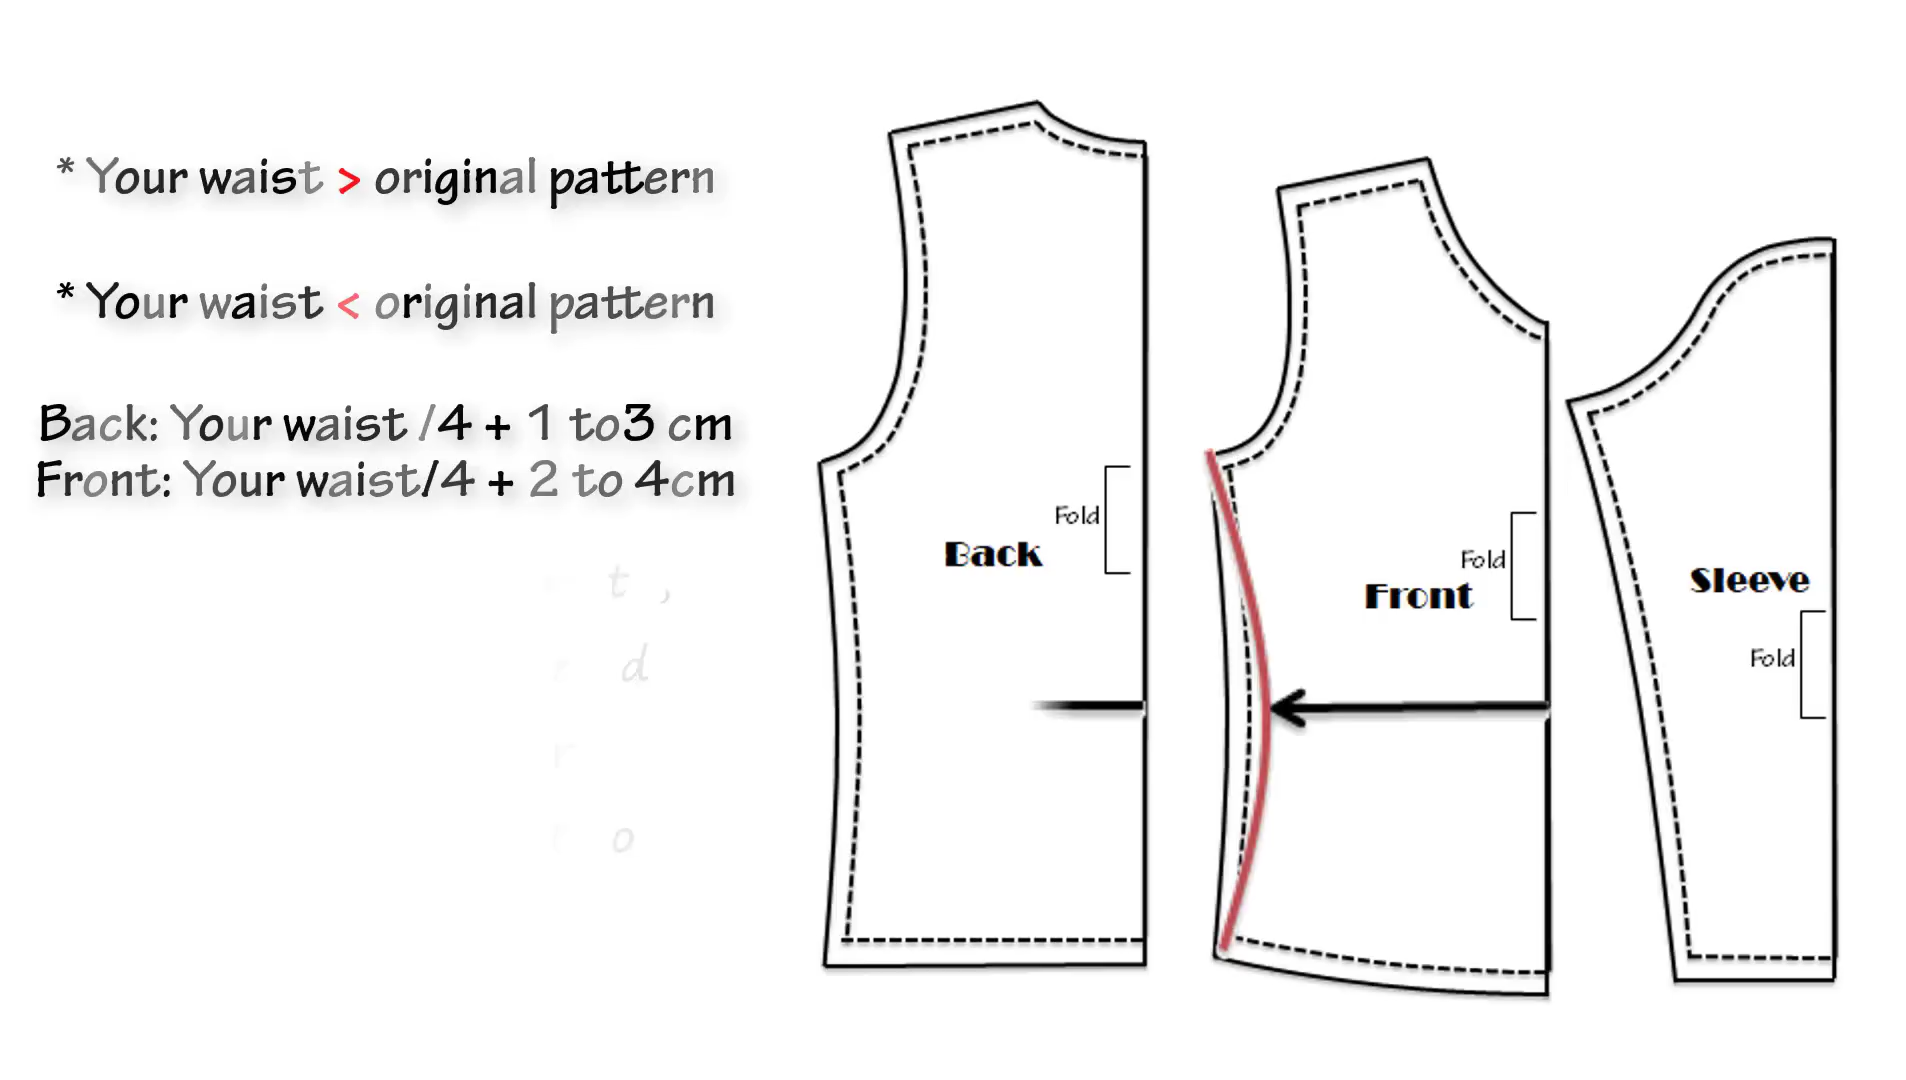 * Your waist > original pattern
* Your waist < original pattern
Back: Your waist /4 + 1 to3 cm
Front: Your waist/4 + 2 to 4cm
Fold
Back
Fold
Front
Sleeve
Fold